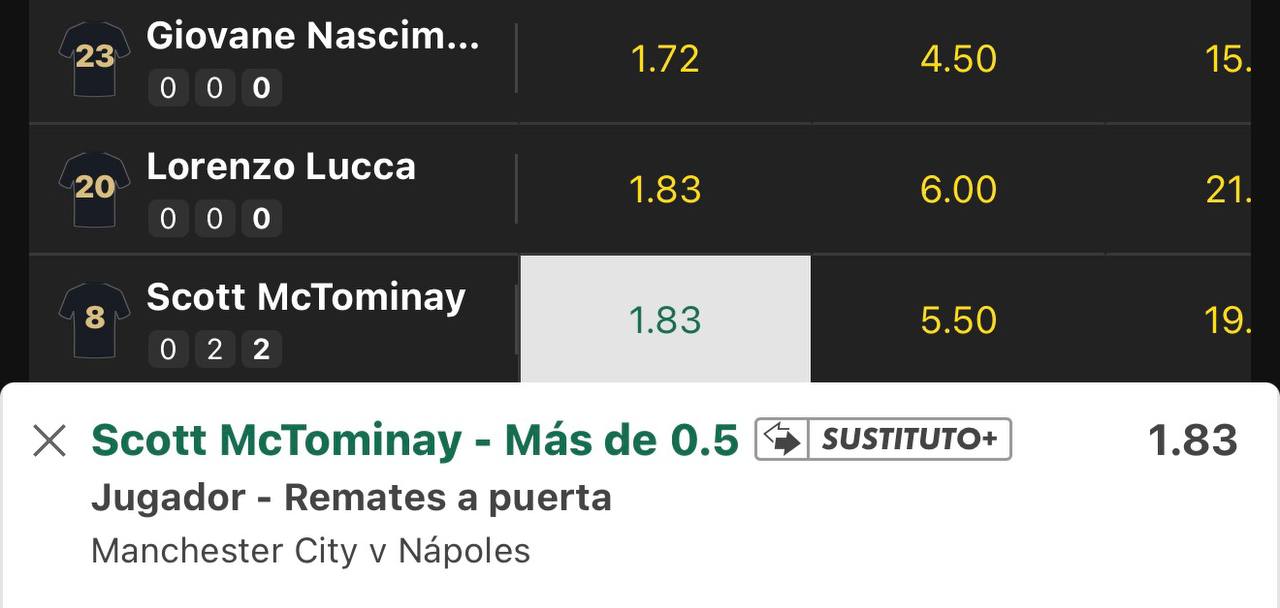 23 Giovane Nascim... 1.72 4.50 15.
0 0 0
20 Lorenzo Lucca 1.83 6.00 21.
0 0 0
8 Scott McTominay 1.83 5.50 19.
0 2 2
Scott McTominay - Más de 0.5 SUSTITUTO+ 1.83
Jugador - Remates a puerta
Manchester City v Nápoles